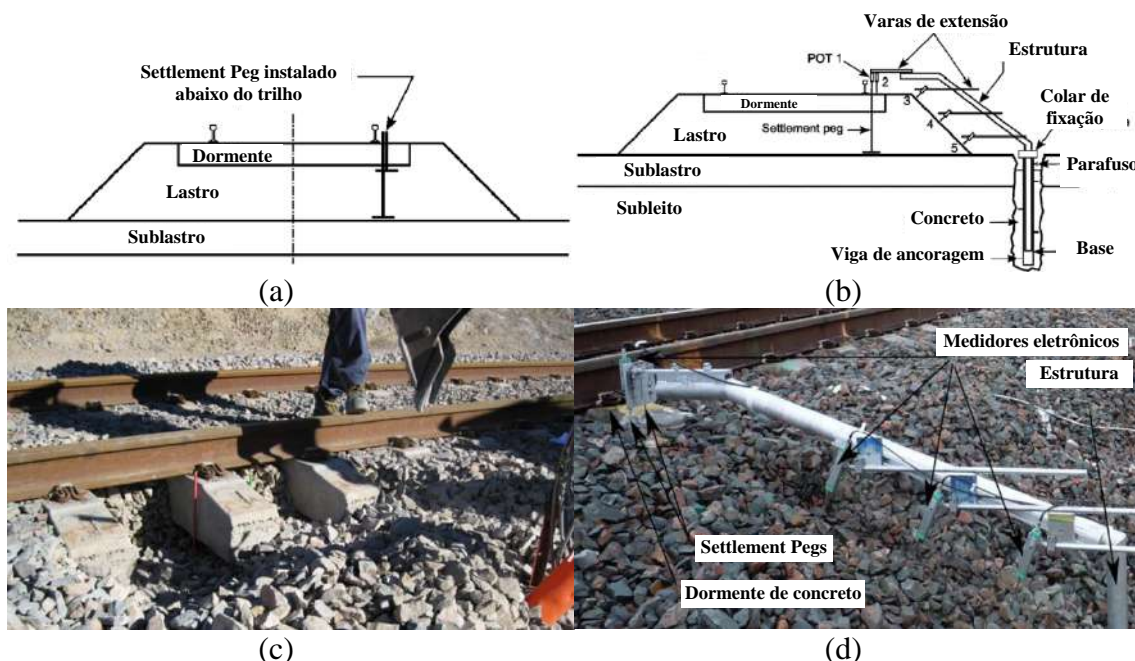 Settlement Peg instalado
abaixo do trilho
Dormente
Lastro
Sublastro
(a)
Varas de extensão
Estrutura
POT 1
2
Colar de
fixação
Dormente
3
Lastro
Settlement peg
4
5
Parafuso
Sublastro
Subleito
Concreto
Base
Viga de ancoragem
(b)
(c)
Medidores eletrônicos
Estrutura
Settlement Pegs
Dormente de concreto
(d)